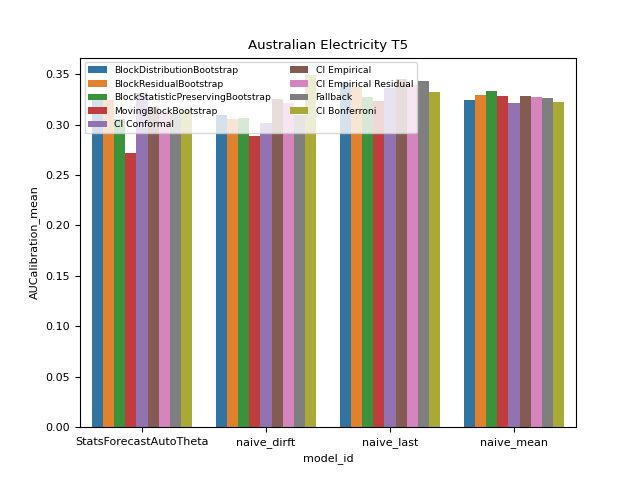 Australian Electricity T5
BlockDistributionBootstrap
BlockResidualBootstrap
BlockStatisticPreservingBootstrap
MovingBlockBootstrap
CI Conformal
CI Empirical
CI Empirical Residual
Fallback
CI Bonferroni
AUCalibration_mean
0.35
0.30
0.25
0.20
0.15
0.10
0.05
0.00
StatsForecastAutoTheta
naive_dirft
naive_last
naive_mean
model_id